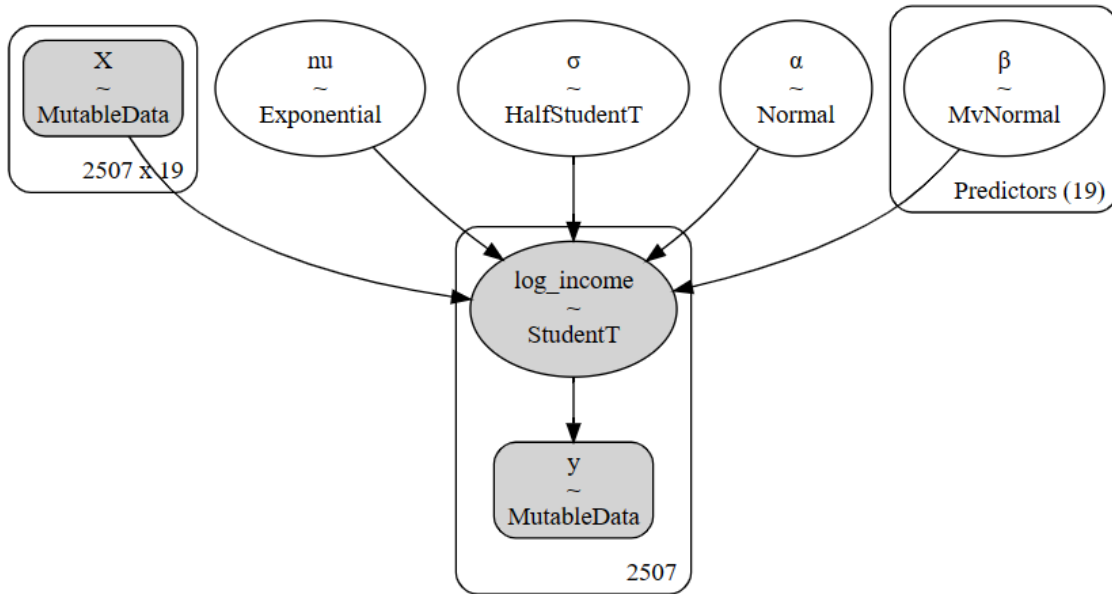 X
~
MutableData
2507 x 19
nu
~
Exponential
σ
~
HalfStudentT
α
~
Normal
β
~
MvNormal
Predictors (19)
log_income
~
StudentT
y
~
MutableData
2507